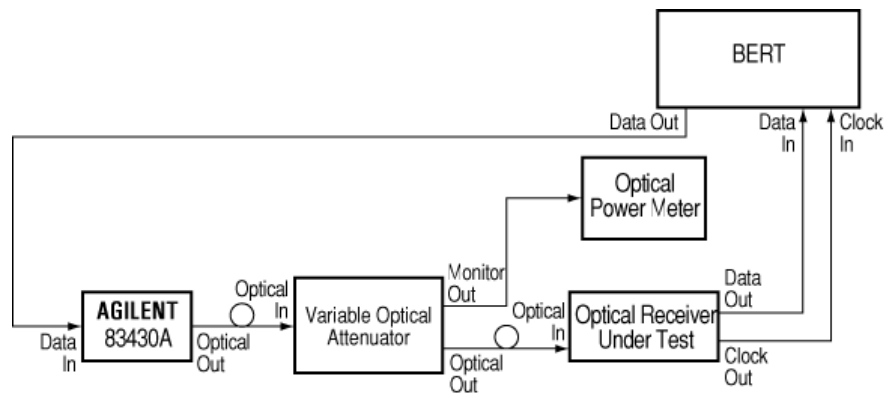 BERT
Data Out
Data
In
Clock
In
Optical
Power Meter
Monitor
Out
AGILENT
83430A
Data
In
Optical
Out
Optical
In
Variable Optical
Attenuator
Optical
Out
Optical
In
Optical Receiver
Under Test
Data
Out
Clock
Out